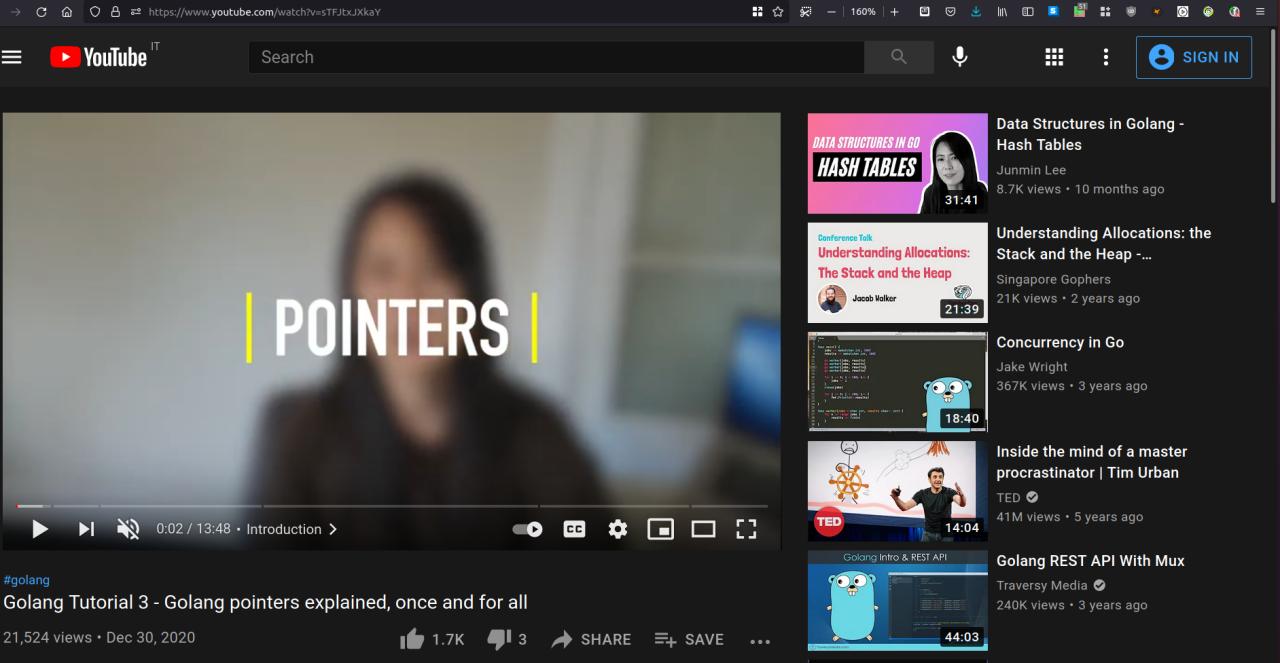 https://www.youtube.com/watch?v=sTFJtxJXkaY
160%
51
YouTube IT
Search
SIGN IN
POINTERS
0:02 / 13:48 • Introduction
CC
#golang
Golang Tutorial 3 - Golang pointers explained, once and for all
21,524 views • Dec 30, 2020
1.7K
3
SHARE
SAVE
DATA STRUCTURES IN GO
HASH TABLES
31:41
Data Structures in Golang -
Hash Tables
Junmin Lee
8.7K views • 10 months ago
Conference Talk
Understanding Allocations:
The Stack and the Heap
Jacob Walker
21:39
Understanding Allocations: the
Stack and the Heap -…
Singapore Gophers
21K views • 2 years ago
18:40
Concurrency in Go
Jake Wright
367K views • 3 years ago
TED
14:04
Inside the mind of a master
procrastinator | Tim Urban
TED
41M views • 5 years ago
Golang Intro & REST API
44:03
Golang REST API With Mux
Traversy Media
240K views • 3 years ago